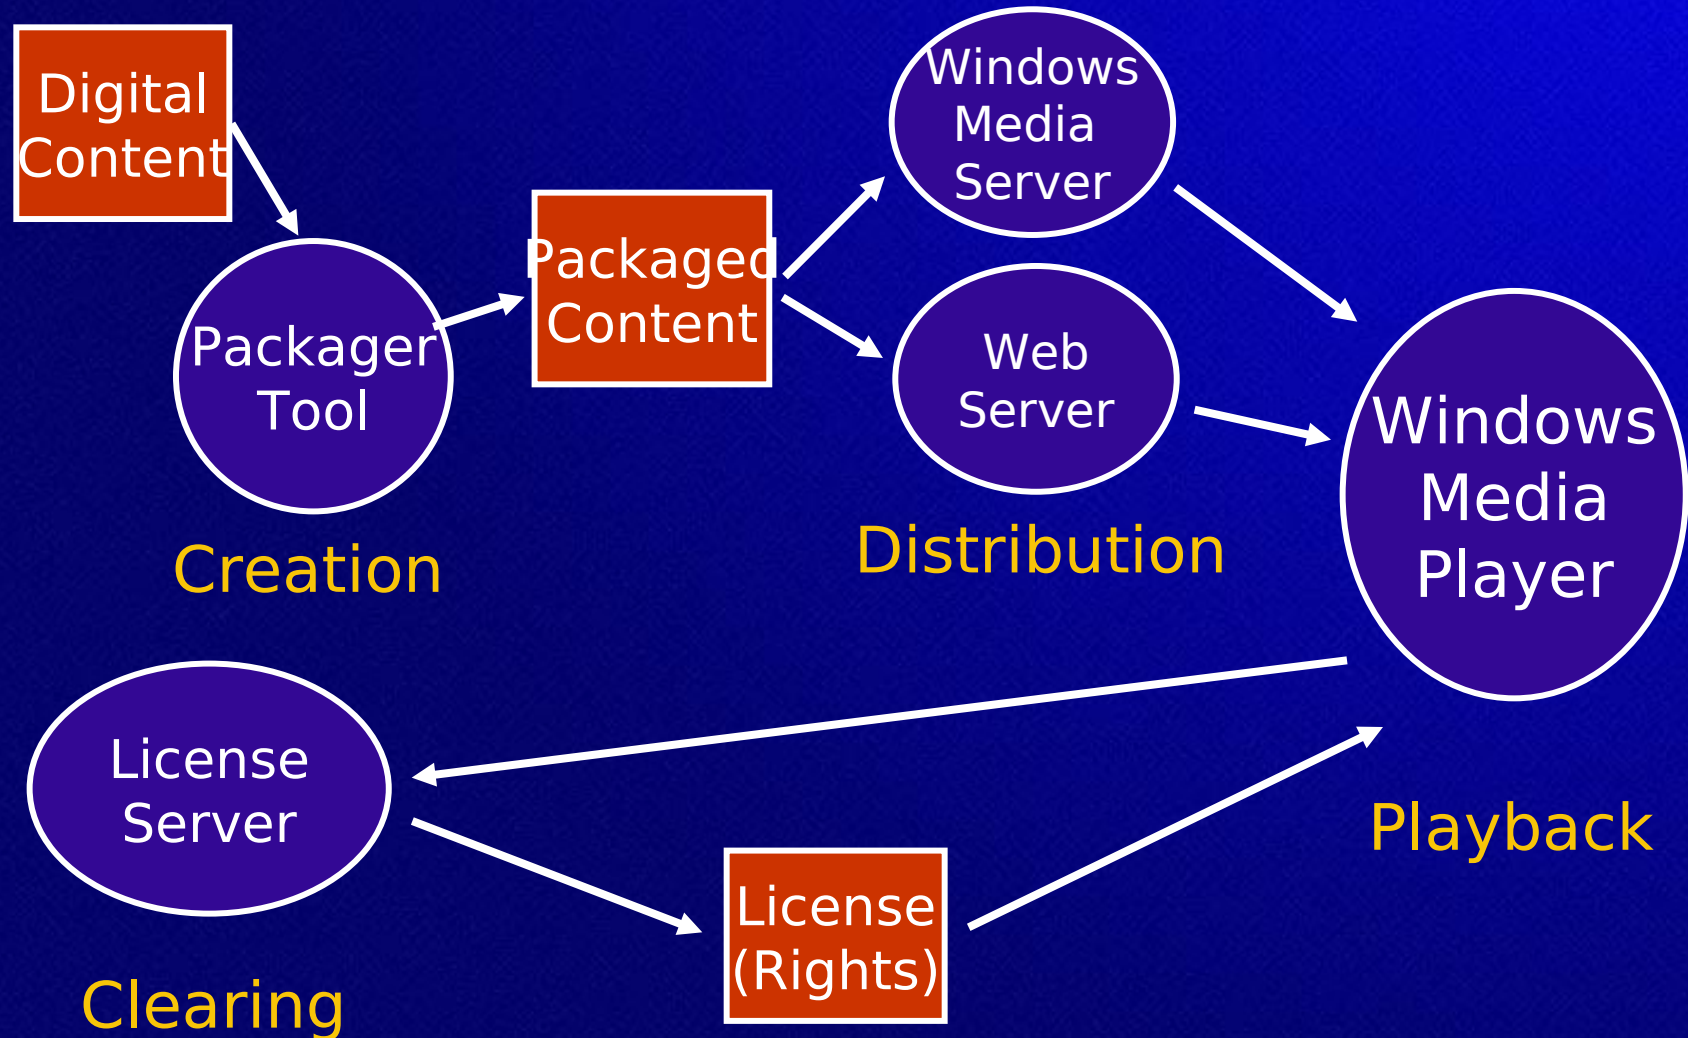 Digital
Content
Packager
Tool
Creation
Packaged
Content
Windows
Media
Server
Web
Server
Distribution
Windows
Media
Player
Playback
License
Server
Clearing
License
(Rights)